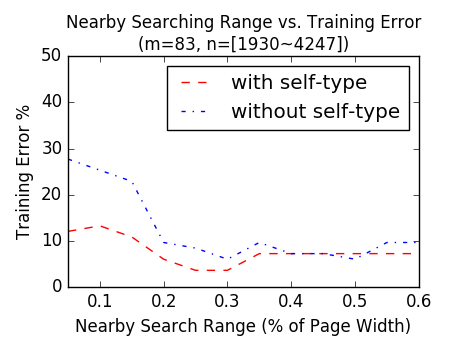 Nearby Searching Range vs. Training Error
(m=83, n=[1930~4247])
50
40
30
20
10
0
Training Error %
with self-type
without self-type
0.1 0.2 0.3 0.4 0.5 0.6
Nearby Search Range (% of Page Width)